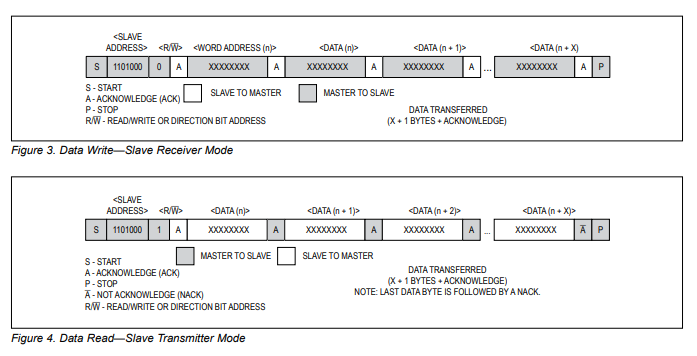 <SLAVE
ADDRESS> <R/W̅> <WORD ADDRESS (n)> <DATA (n)> <DATA (n + 1)> <DATA (n + X)
S 1101000 0 A XXXXXXXX A XXXXXXXX A XXXXXXXX A ... XXXXXXXX A P
S - START
A - ACKNOWLEDGE (ACK) SLAVE TO MASTER MASTER TO SLAVE
P - STOP DATA TRANSFERRED
R/W̅ - READ/WRITE OR DIRECTION BIT ADDRESS (X + 1 BYTES + ACKNOWLEDGE)
Figure 3. Data Write—Slave Receiver Mode
<SLAVE
ADDRESS> <R/W̅> <DATA (n)> <DATA (n + 1)> <DATA (n + 2)> <DATA (n + X)>
S 1101000 1 A XXXXXXXX A XXXXXXXX A XXXXXXXX A ... XXXXXXXX A̅ P
MASTER TO SLAVE SLAVE TO MASTER
S - START
A - ACKNOWLEDGE (ACK) DATA TRANSFERRED
P - STOP (X + 1 BYTES + ACKNOWLEDGE)
A̅ - NOT ACKNOWLEDGE (NACK) NOTE: LAST DATA BYTE IS FOLLOWED BY A NACK.
R/W̅ - READ/WRITE OR DIRECTION BIT ADDRESS
Figure 4. Data Read—Slave Transmitter Mode